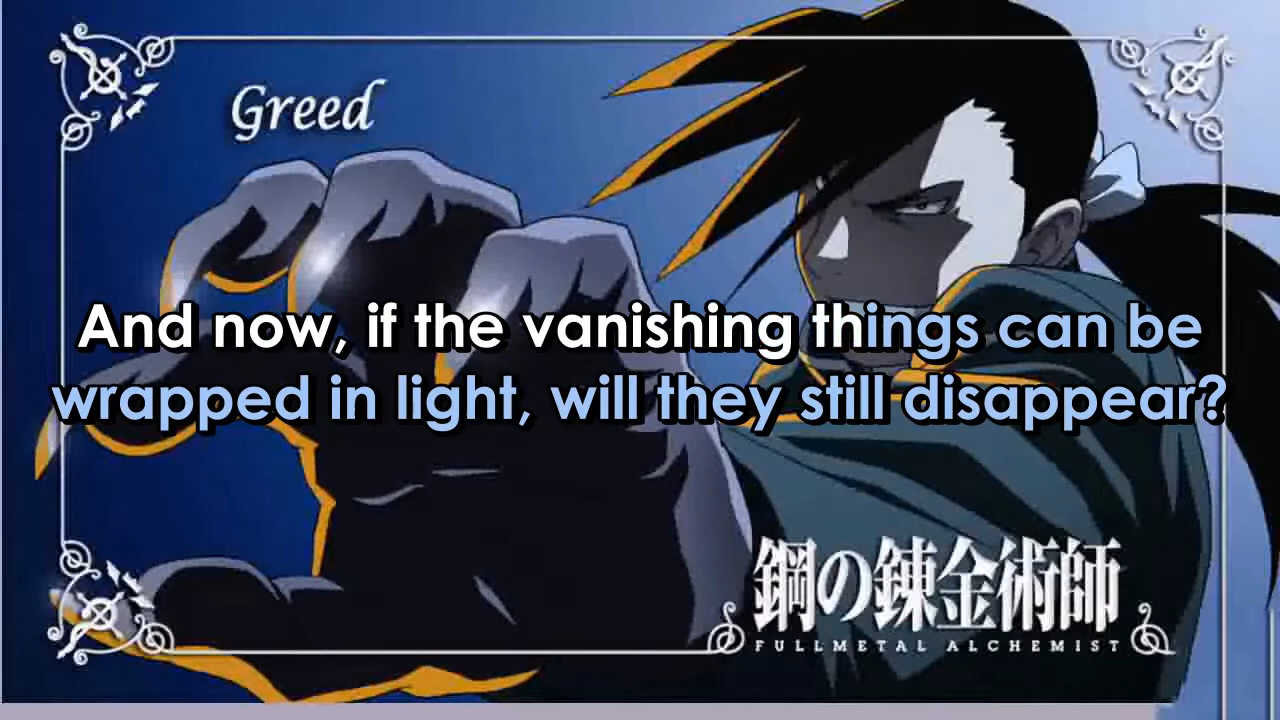 Greed
And now, if the vanishing things can be
wrapped in light, will they still disappear?
鋼の錬金術師
FULLMETAL ALCHEMIST